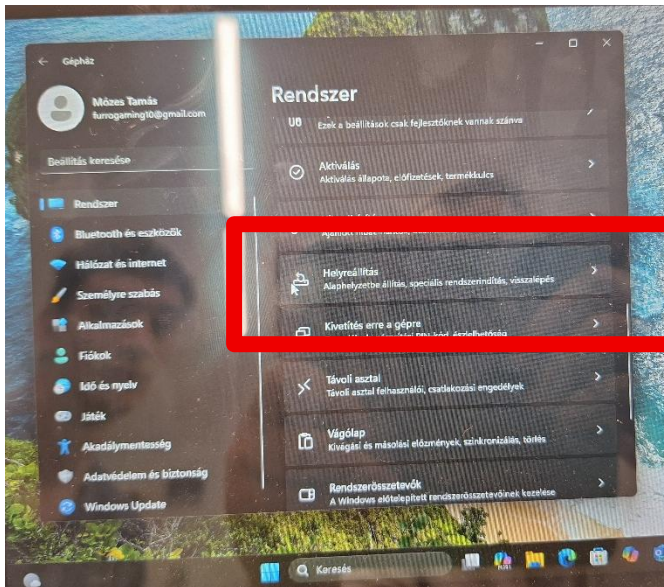 Gépház
Mózes Tamás
furrogaming10@gmail.com
Beállítás keresése
Rendszer
Bluetooth és eszközök
Hálózat és internet
Személyre szabás
Alkalmazások
Fiókok
Idő és nyelv
Játék
Akadálymentesség
Adatvédelem és biztonság
Windows Update
Rendszer
Ezek a beállítások csak fejlesztőknek vannak szánva
Aktiválás
Aktiválás állapota, előfizetések, termékkulcs
Helyreállítás
Alaphelyzetbe állítás, speciális rendszerindítás, visszalépés
Kivetítés erre a gépre
Távoli asztal
Távoli asztal felhasználói, csatlakozási engedélyek
Vágólap
Kivágási és másolási előzmények, szinkronizálás, törlés
Rendszerösszetevők
A Windows előtelepített rendszerösszetevőinek kezelése
Keresés